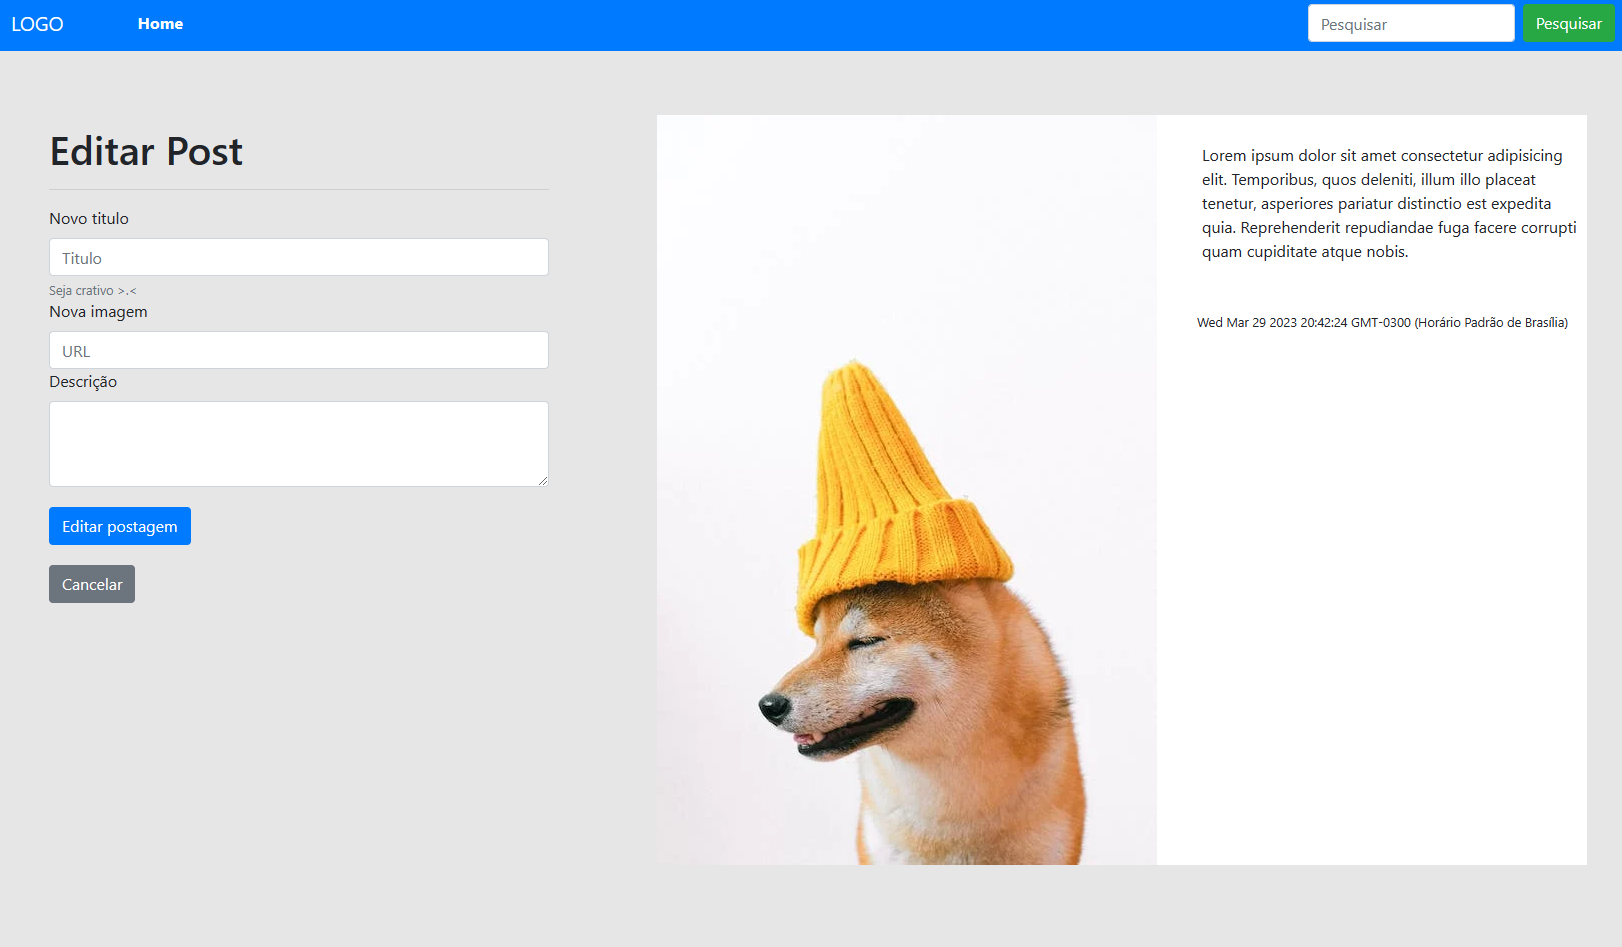 LOGO
Home
Pesquisar
Pesquisar
Editar Post
Novo titulo
Titulo
Seja crativo >.<
Nova imagem
URL
Descrição
Editar postagem
Cancelar
Lorem ipsum dolor sit amet consectetur adipisicing
elit. Temporibus, quos deleniti, illum illo placeat
tenetur, asperiores pariatur distinctio est expedita
quia. Reprehenderit repudiandae fuga facere corrupti
quam cupiditate atque nobis.
Wed Mar 29 2023 20:42:24 GMT-0300 (Horário Padrão de Brasília)